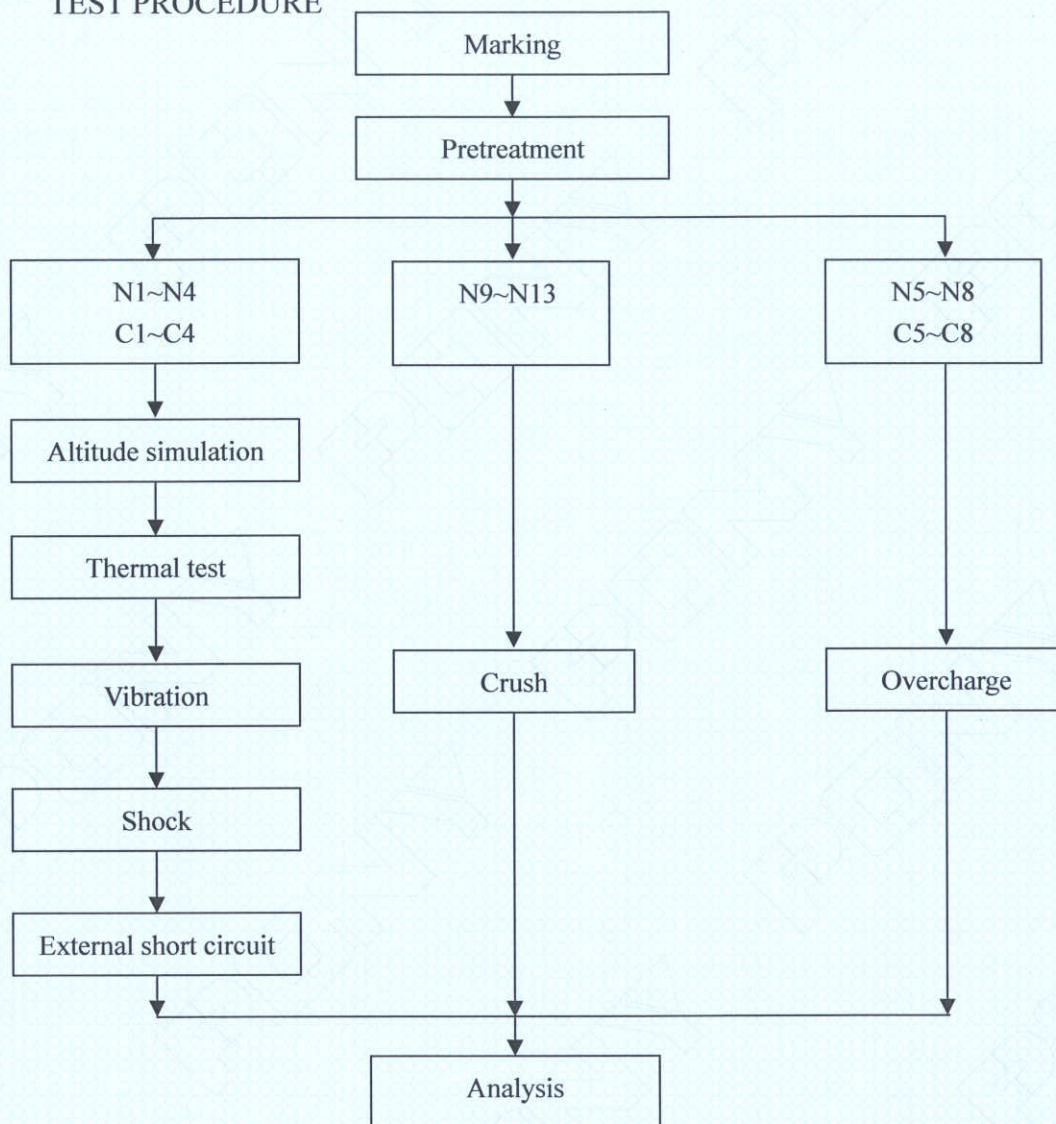 TEST PROCEDURE
Marking
Pretreatment
N1~N4
C1~C4
N9~N13
N5~N8
C5~C8
Altitude simulation
Thermal test
Vibration
Crush
Overcharge
Shock
External short circuit
Analysis